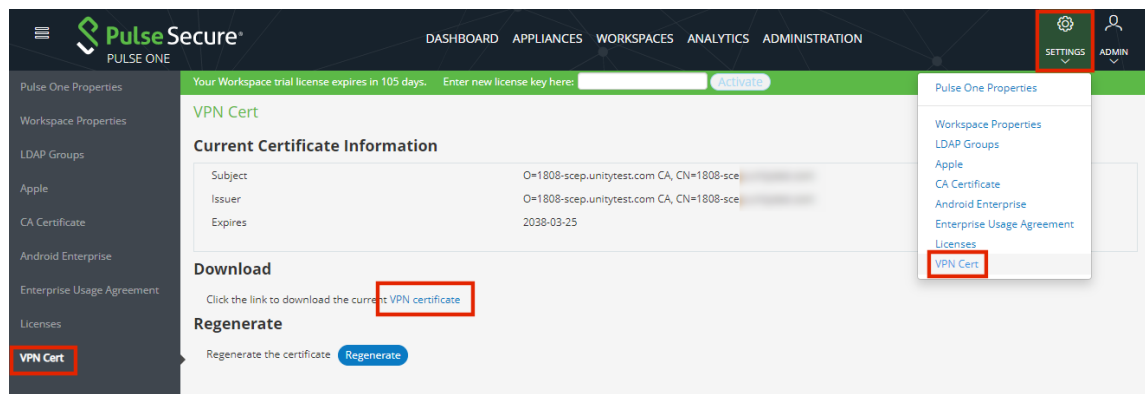 Pulse Secure®
PULSE ONE
DASHBOARD APPLIANCES WORKSPACES ANALYTICS ADMINISTRATION
SETTINGS
ADMIN
Pulse One Properties
Workspace Properties
LDAP Groups
Apple
CA Certificate
Android Enterprise
Enterprise Usage Agreement
Licenses
VPN Cert
Your Workspace trial license expires in 105 days. Enter new license key here: Activate
VPN Cert
Current Certificate Information
Subject O=1808-scep.unitytest.com CA, CN=1808-sce
Issuer O=1808-scep.unitytest.com CA, CN=1808-sce
Expires 2038-03-25
Download
Click the link to download the current VPN certificate
Regenerate
Regenerate the certificate Regenerate
Pulse One Properties
Workspace Properties
LDAP Groups
Apple
CA Certificate
Android Enterprise
Enterprise Usage Agreement
Licenses
VPN Cert